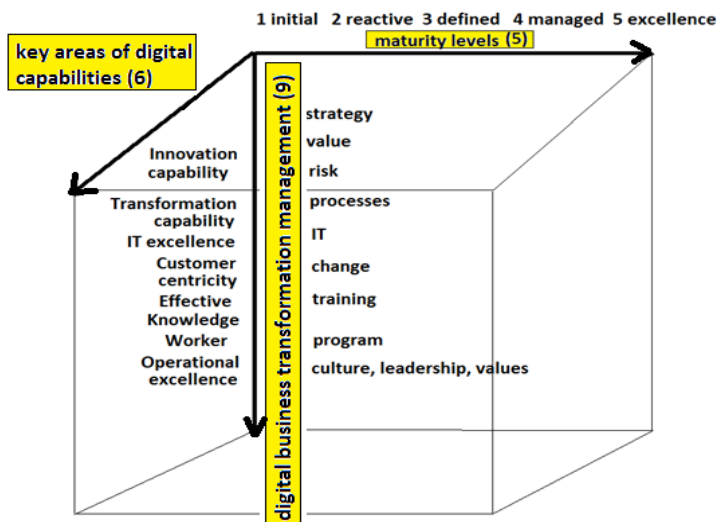 1 initial 2 reactive 3 defined 4 managed 5 excellence
maturity levels (5)
key areas of digital
capabilities (6)
digital business transformation management (9)
strategy
value
risk
processes
IT
change
training
program
culture, leadership, values
Innovation
capability
Transformation
capability
IT excellence
Customer
centricity
Effective
Knowledge
Worker
Operational
excellence